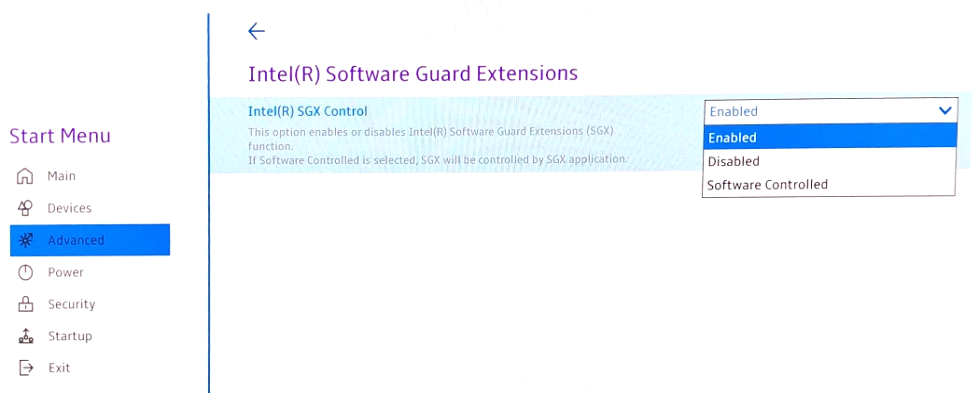 Intel(R) Software Guard Extensions
Intel(R) SGX Control
This option enables or disables Intel(R) Software Guard Extensions (SGX)
function.
If Software Controlled is selected, SGX will be controlled by SGX application.
Enabled
Enabled
Disabled
Software Controlled
Start Menu
Main
Devices
Advanced
Power
Security
Startup
Exit